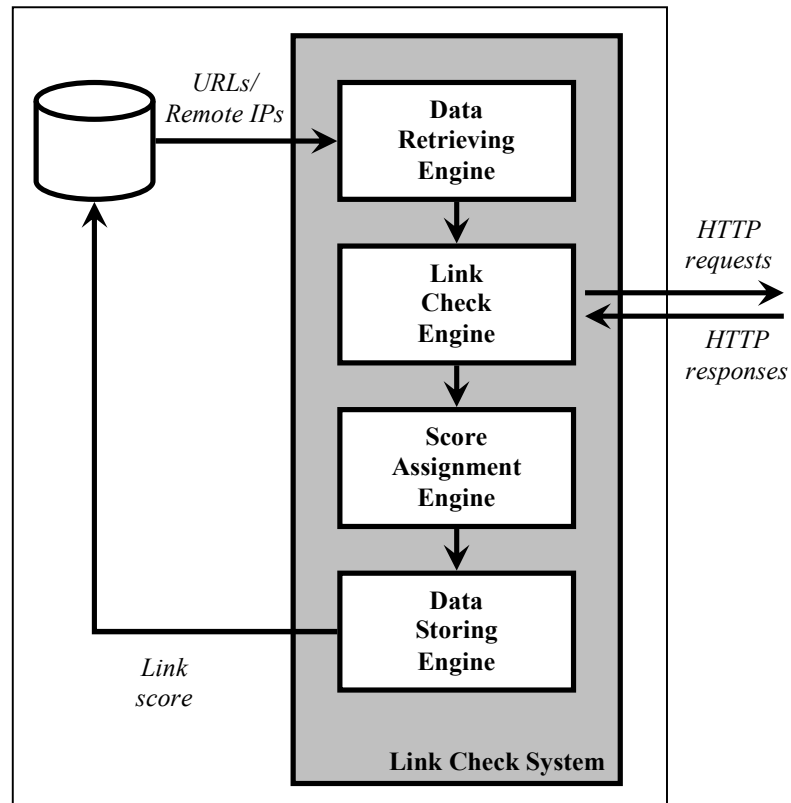 URLs/
Remote IPs
Data
Retrieving
Engine
Link
Check
Engine
HTTP
requests
HTTP
responses
Score
Assignment
Engine
Data
Storing
Engine
Link
score
Link Check System